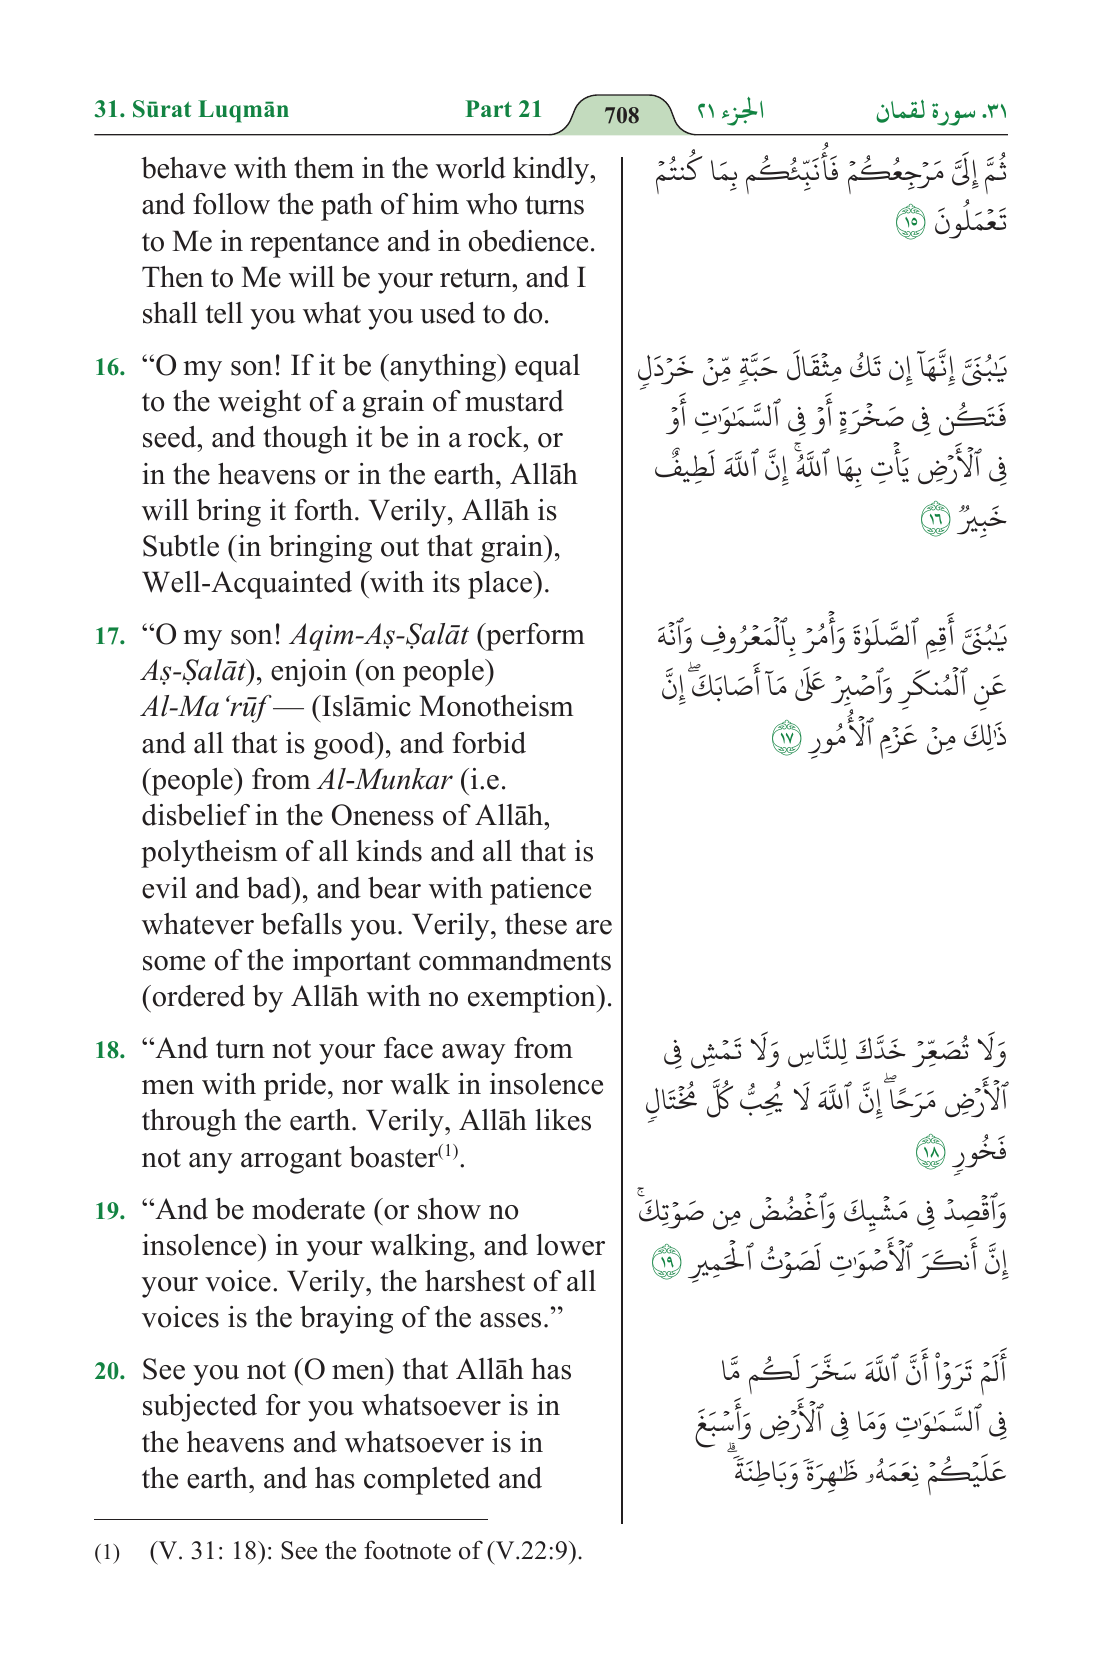 31. Sūrat Luqmān Part 21 708 الجزء ٢١ ٣١. سورة لقمان
behave with them in the world kindly,
and follow the path of him who turns
to Me in repentance and in obedience.
Then to Me will be your return, and I
shall tell you what you used to do.
16. “O my son! If it be (anything) equal
to the weight of a grain of mustard
seed, and though it be in a rock, or
in the heavens or in the earth, Allāh
will bring it forth. Verily, Allāh is
Subtle (in bringing out that grain),
Well-Acquainted (with its place).
17. “O my son! Aqim-Aṣ-Ṣalāt (perform
Aṣ-Ṣalāt), enjoin (on people)
Al-Ma‘rūf — (Islāmic Monotheism
and all that is good), and forbid
(people) from Al-Munkar (i.e.
disbelief in the Oneness of Allāh,
polytheism of all kinds and all that is
evil and bad), and bear with patience
whatever befalls you. Verily, these are
some of the important commandments
(ordered by Allāh with no exemption).
18. “And turn not your face away from
men with pride, nor walk in insolence
through the earth. Verily, Allāh likes
not any arrogant boaster(1).
19. “And be moderate (or show no
insolence) in your walking, and lower
your voice. Verily, the harshest of all
voices is the braying of the asses.”
20. See you not (O men) that Allāh has
subjected for you whatsoever is in
the heavens and whatsoever is in
the earth, and has completed and
ثُمَّ إِلَىَّ مَرۡجِعُكُمۡ فَأُنَبِّئُكُم بِمَا كُنتُمۡ
تَعۡمَلُونَ ١٥
يَٰبُنَىَّ إِنَّهَآ إِن تَكُ مِثۡقَالَ حَبَّةٖ مِّنۡ خَرۡدَلٖ
فَتَكُن فِى صَخۡرَةٍ أَوۡ فِى ٱلسَّمَٰوَٰتِ أَوۡ
فِى ٱلۡأَرۡضِ يَأۡتِ بِهَا ٱللَّهُۚ إِنَّ ٱللَّهَ لَطِيفٌ
خَبِيرٞ ١٦
يَٰبُنَىَّ أَقِمِ ٱلصَّلَوٰةَ وَأۡمُرۡ بِٱلۡمَعۡرُوفِ وَٱنۡهَ
عَنِ ٱلۡمُنكَرِ وَٱصۡبِرۡ عَلَىٰ مَآ أَصَابَكَۖ إِنَّ
ذَٰلِكَ مِنۡ عَزۡمِ ٱلۡأُمُورِ ١٧
وَلَا تُصَعِّرۡ خَدَّكَ لِلنَّاسِ وَلَا تَمۡشِ فِى
ٱلۡأَرۡضِ مَرَحًاۖ إِنَّ ٱللَّهَ لَا يُحِبُّ كُلَّ مُخۡتَالٖ
فَخُورٖ ١٨
وَٱقۡصِدۡ فِى مَشۡيِكَ وَٱغۡضُضۡ مِن صَوۡتِكَۚ
إِنَّ أَنكَرَ ٱلۡأَصۡوَٰتِ لَصَوۡتُ ٱلۡحَمِيرِ ١٩
أَلَمۡ تَرَوۡاْ أَنَّ ٱللَّهَ سَخَّرَ لَكُم مَّا
فِى ٱلسَّمَٰوَٰتِ وَمَا فِى ٱلۡأَرۡضِ وَأَسۡبَغَ
عَلَيۡكُمۡ نِعَمَهُۥ ظَٰهِرَةٗ وَبَاطِنَةٗۗ
(1) (V. 31: 18): See the footnote of (V.22:9).